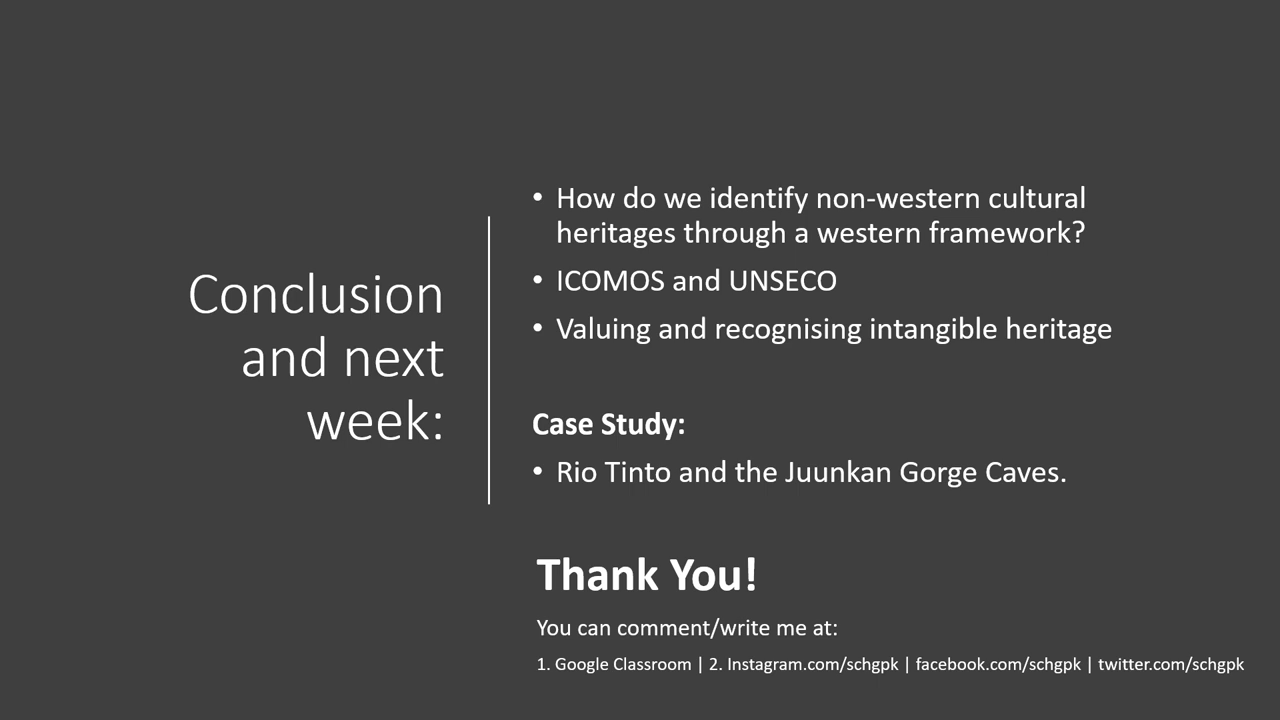 Conclusion
and next
week:
• How do we identify non-western cultural
heritages through a western framework?
• ICOMOS and UNSECO
• Valuing and recognising intangible heritage
Case Study:
• Rio Tinto and the Juunkan Gorge Caves.
Thank You!
You can comment/write me at:
1. Google Classroom | 2. Instagram.com/schgpk | facebook.com/schgpk | twitter.com/schgpk